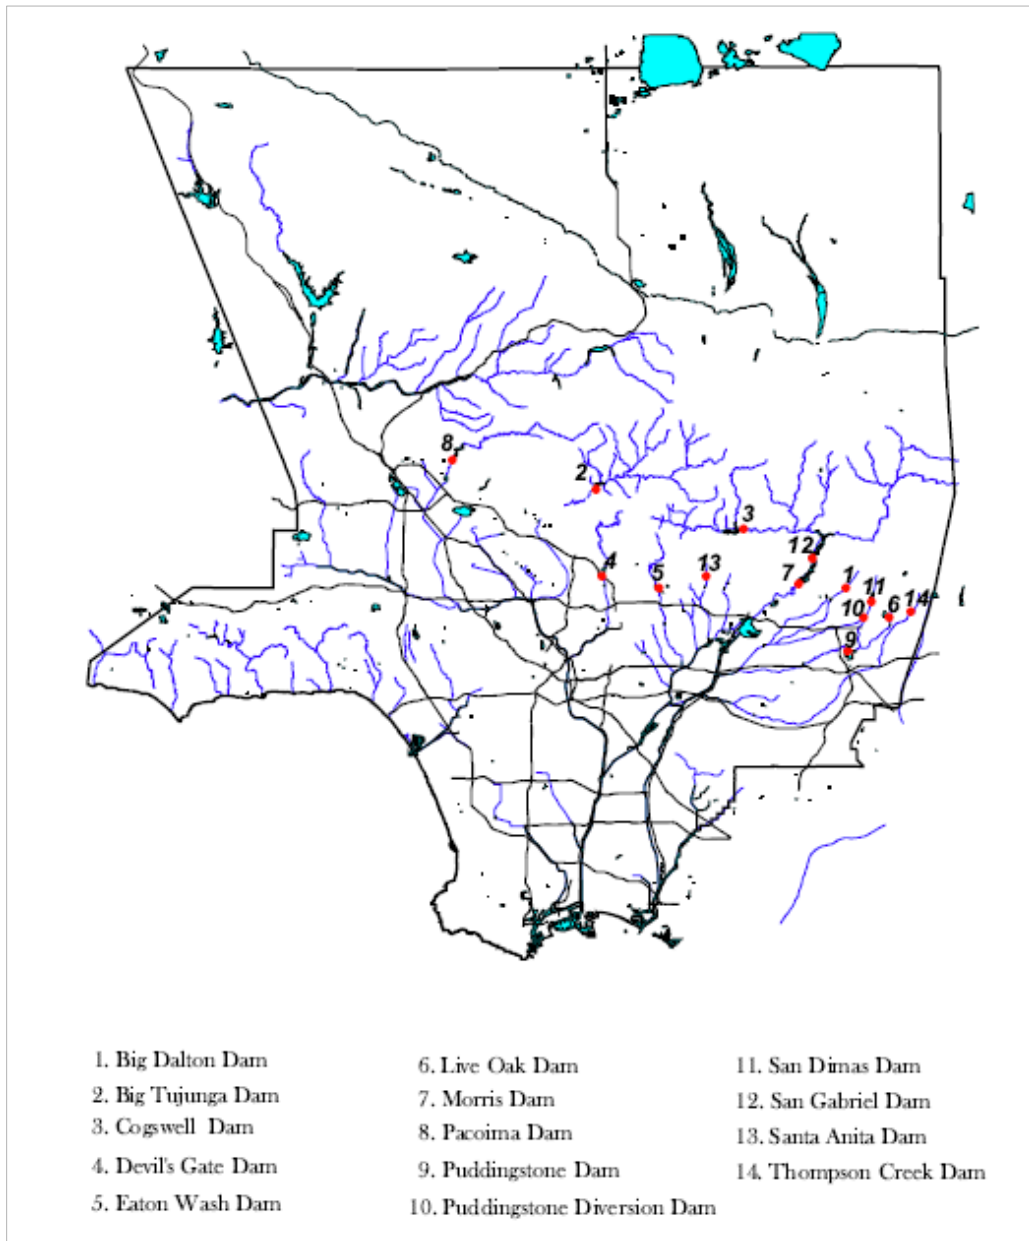 8
2
3
12
4
13
5
7
1
11
14
10
6
9
1. Big Dalton Dam
2. Big Tujunga Dam
3. Cogswell Dam
4. Devil's Gate Dam
5. Eaton Wash Dam
6. Live Oak Dam
7. Morris Dam
8. Pacoima Dam
9. Puddingstone Dam
10. Puddingstone Diversion Dam
11. San Dimas Dam
12. San Gabriel Dam
13. Santa Anita Dam
14. Thompson Creek Dam